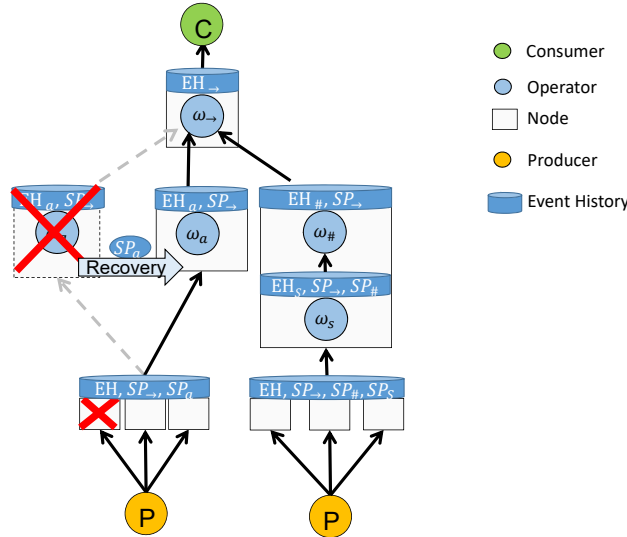 C
EH→
ω→
Consumer
Operator
Node
Producer
Event History
EHₐ, SP→
EHₐ, SP→
ωₐ
EH#, SP→
ω#
SPₐ
Recovery
EHₛ, SP→, SP#
ωₛ
EH, SP→, SPₐ
EH, SP→, SP#, SPₛ
P
P